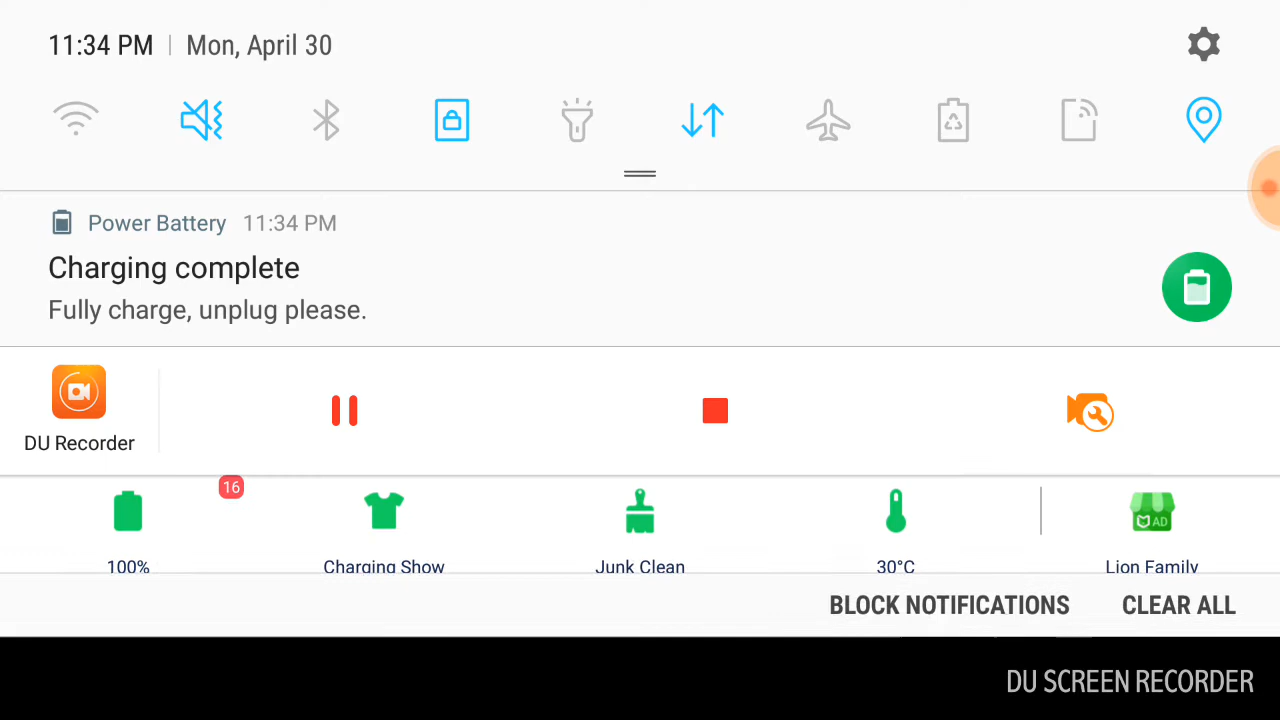 11:34 PM | Mon, April 30
Power Battery 11:34 PM
Charging complete
Fully charge, unplug please.
DU Recorder
16
AD
100% Charging Show Junk Clean 30°C Lion Family
BLOCK NOTIFICATIONS CLEAR ALL
DU SCREEN RECORDER